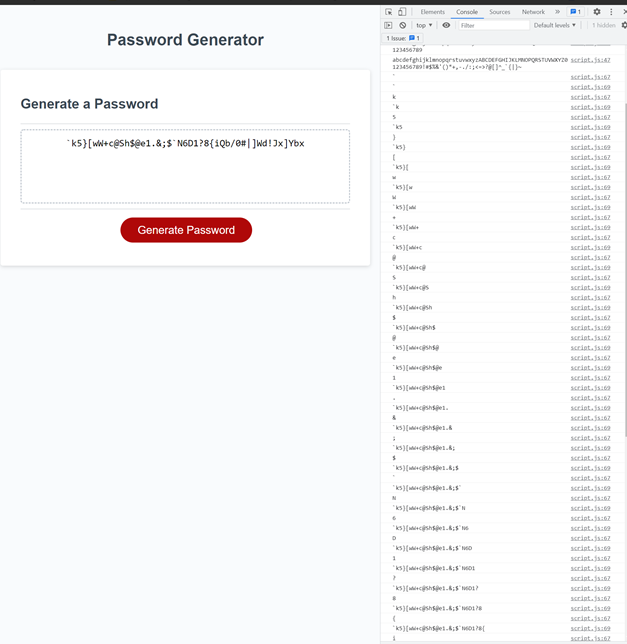 Password Generator
Generate a Password
`k5}[wW+c@Sh$@e1.&;$`N6D1?8{iQb/0#|]Wd!Jx]Ybx
Generate Password
Elements Console Sources Network » 1
top ▼ Filter Default levels ▼ 1 hidden
1 Issue: 1
123456789
abcdefghijklmnopqrstuvwxyzABCDEFGHIJKLMNOPQRSTUVWXYZ0 script.js:47
123456789!#$%&'()*+,-./:;<=>?@[]^_`{|}~
` script.js:67
` script.js:69
k script.js:67
`k script.js:69
5 script.js:67
`k5 script.js:69
} script.js:67
`k5} script.js:69
[ script.js:67
`k5}[ script.js:69
w script.js:67
`k5}[w script.js:69
W script.js:67
`k5}[wW script.js:69
+ script.js:67
`k5}[wW+ script.js:69
c script.js:67
`k5}[wW+c script.js:69
@ script.js:67
`k5}[wW+c@ script.js:69
S script.js:67
`k5}[wW+c@S script.js:69
h script.js:67
`k5}[wW+c@Sh script.js:69
$ script.js:67
`k5}[wW+c@Sh$ script.js:69
@ script.js:67
`k5}[wW+c@Sh$@ script.js:69
e script.js:67
`k5}[wW+c@Sh$@e script.js:69
1 script.js:67
`k5}[wW+c@Sh$@e1 script.js:69
. script.js:67
`k5}[wW+c@Sh$@e1. script.js:69
& script.js:67
`k5}[wW+c@Sh$@e1.& script.js:69
; script.js:67
`k5}[wW+c@Sh$@e1.&; script.js:69
$ script.js:67
`k5}[wW+c@Sh$@e1.&;$ script.js:69
` script.js:67
`k5}[wW+c@Sh$@e1.&;$` script.js:69
N script.js:67
`k5}[wW+c@Sh$@e1.&;$`N script.js:69
6 script.js:67
`k5}[wW+c@Sh$@e1.&;$`N6 script.js:69
D script.js:67
`k5}[wW+c@Sh$@e1.&;$`N6D script.js:69
1 script.js:67
`k5}[wW+c@Sh$@e1.&;$`N6D1 script.js:69
? script.js:67
`k5}[wW+c@Sh$@e1.&;$`N6D1? script.js:69
8 script.js:67
`k5}[wW+c@Sh$@e1.&;$`N6D1?8 script.js:69
{ script.js:67
`k5}[wW+c@Sh$@e1.&;$`N6D1?8{ script.js:69
i script.js:67